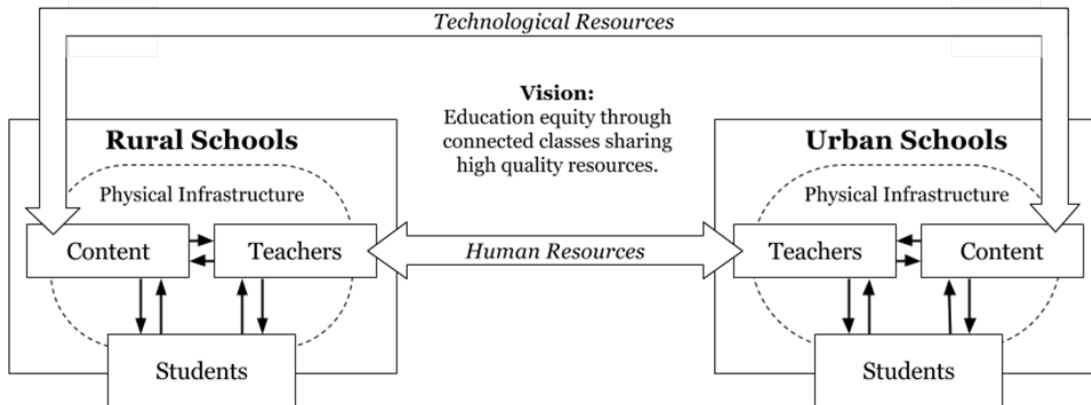 Technological Resources
Vision:
Education equity through
connected classes sharing
high quality resources.
Rural Schools
Physical Infrastructure
Content
Teachers
Students
Human Resources
Urban Schools
Physical Infrastructure
Teachers
Content
Students